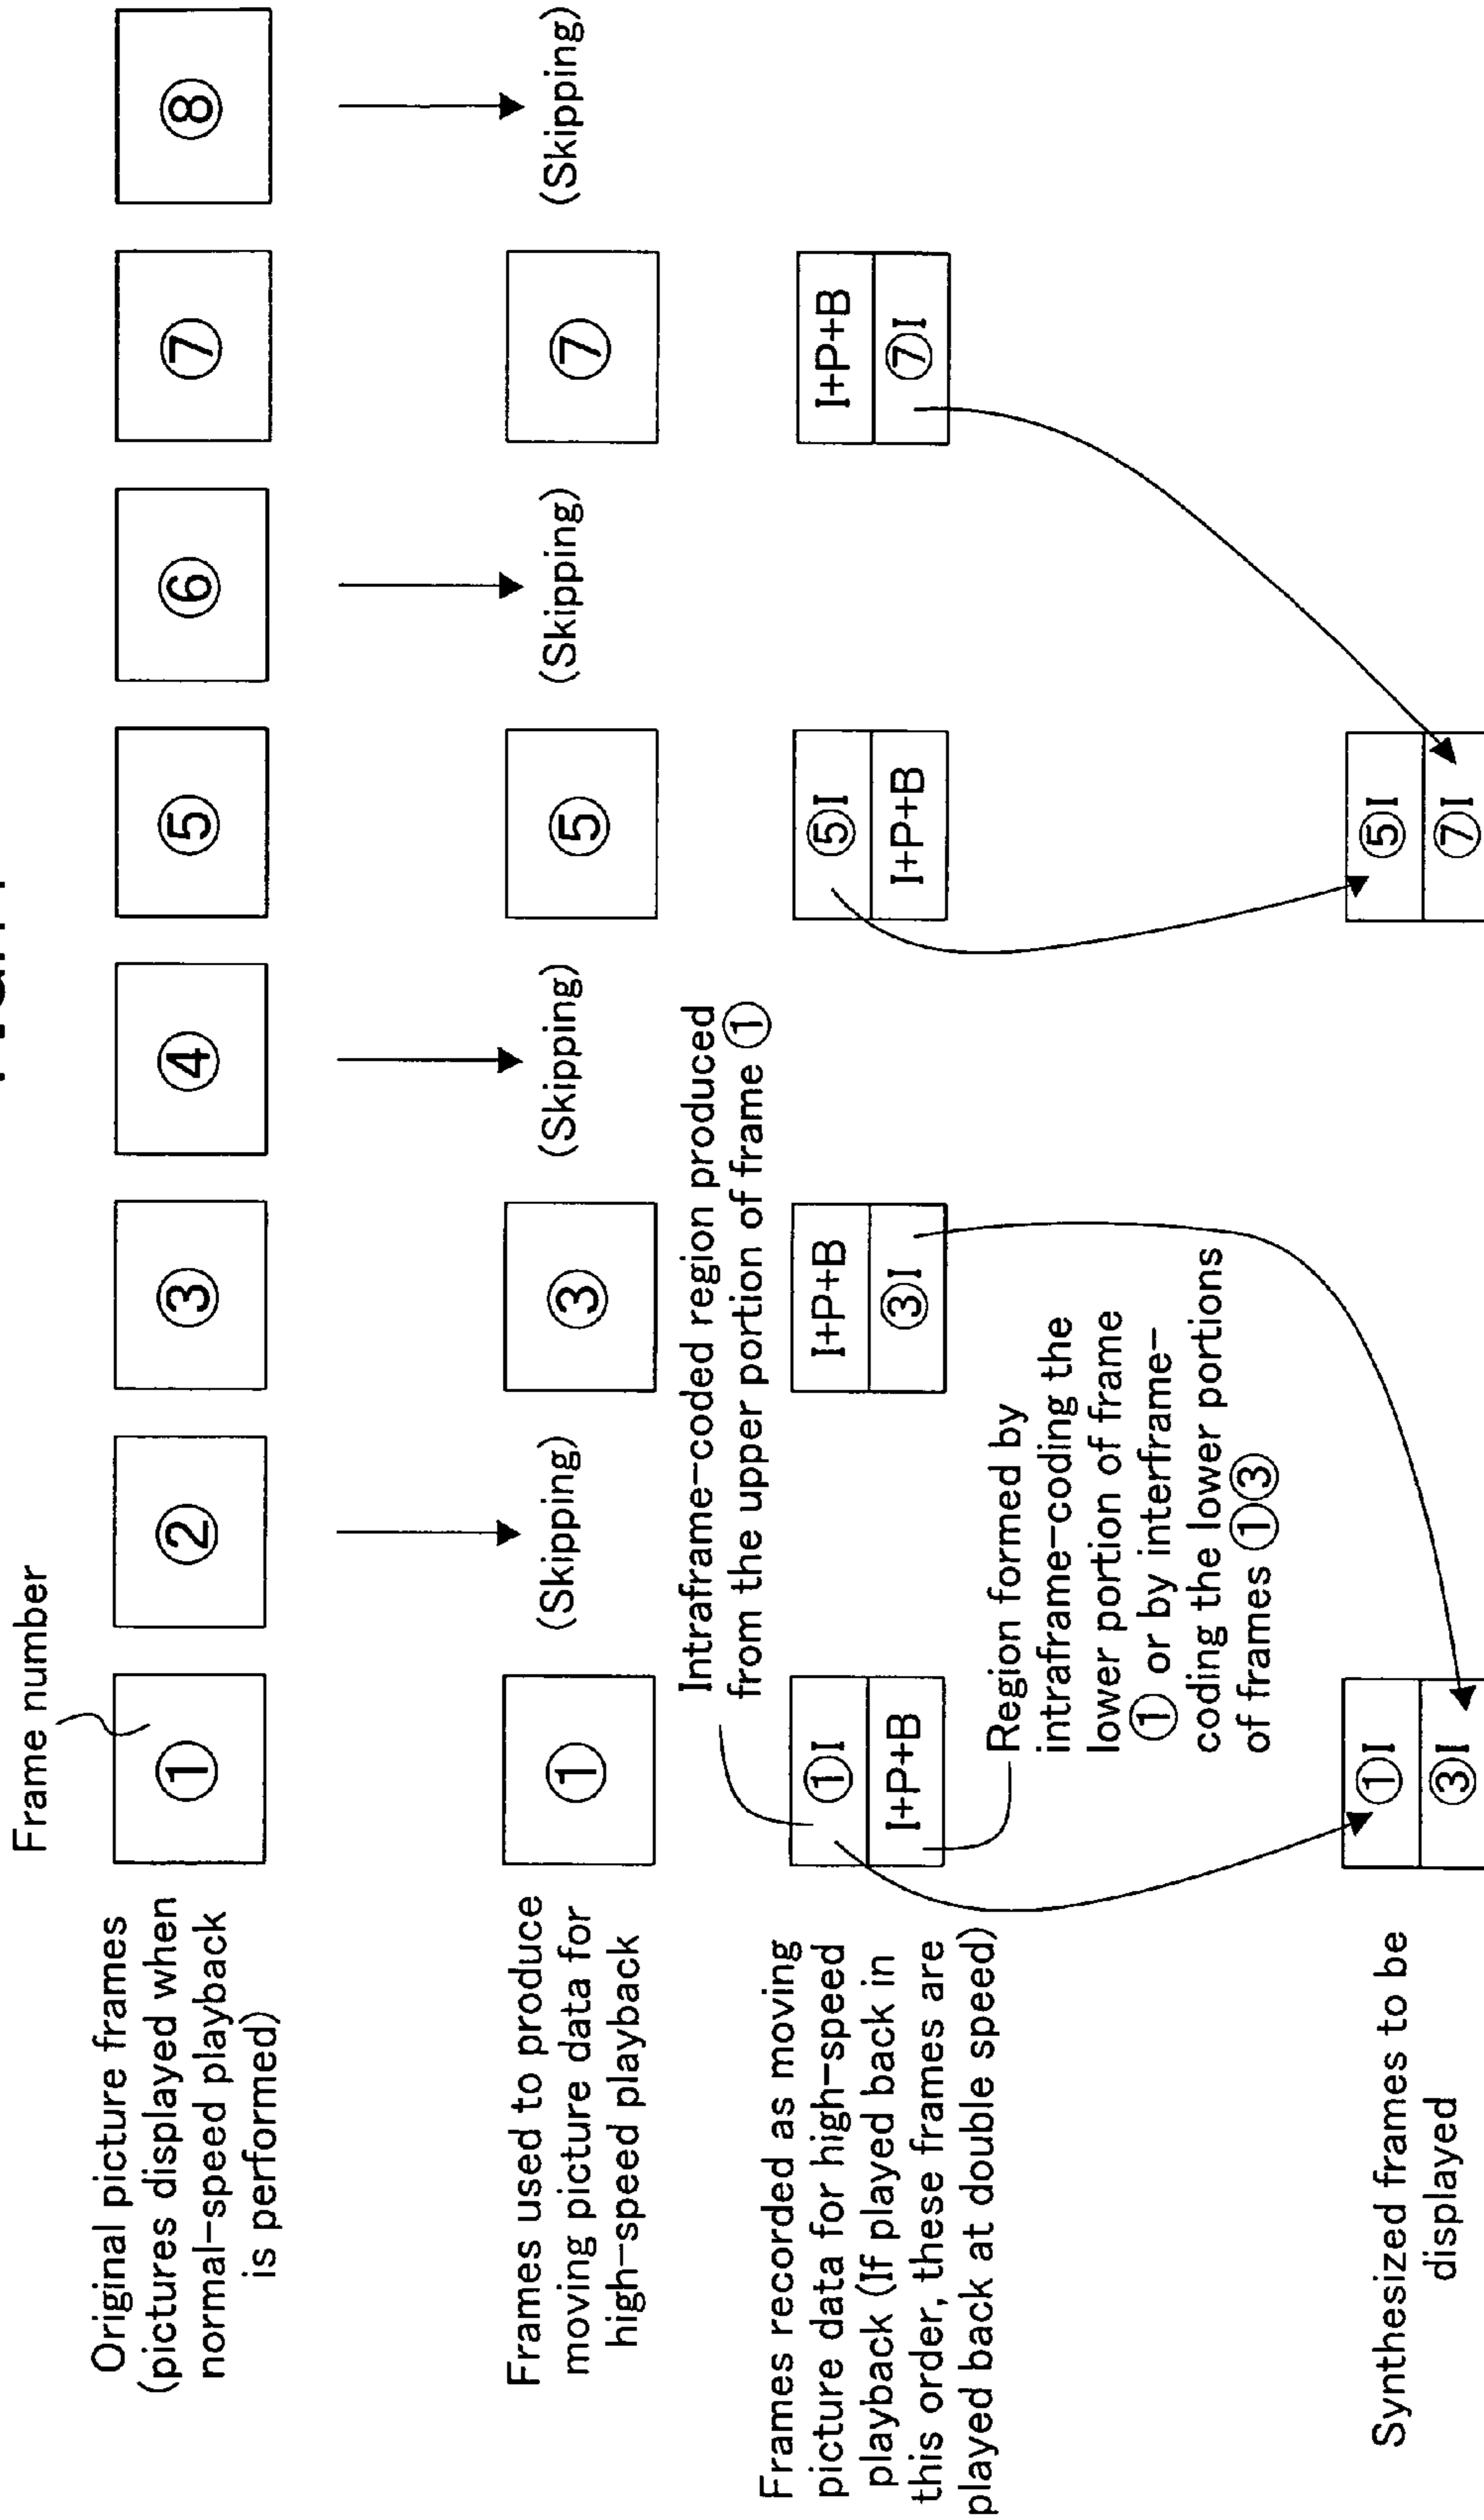 Frame number
Original picture frames
(pictures displayed when
normal-speed playback
is performed)
① ② ③ ④ ⑤ ⑥ ⑦ ⑧
Frames used to produce
moving picture data for
high-speed playback
① (Skipping) ③ (Skipping) ⑤ (Skipping) ⑦ (Skipping)
Intraframe-coded region produced
from the upper portion of frame ①
Frames recorded as moving
picture data for high-speed
playback (If played back in
this order, these frames are
played back at double speed)
①I I+P+B ⑤I I+P+B
I+P+B ③I I+P+B ⑦I
Region formed by
intraframe-coding the
lower portion of frame
① or by interframe-
coding the lower portions
of frames ①③
Synthesized frames to be
displayed
①I ⑤I
③I ⑦I